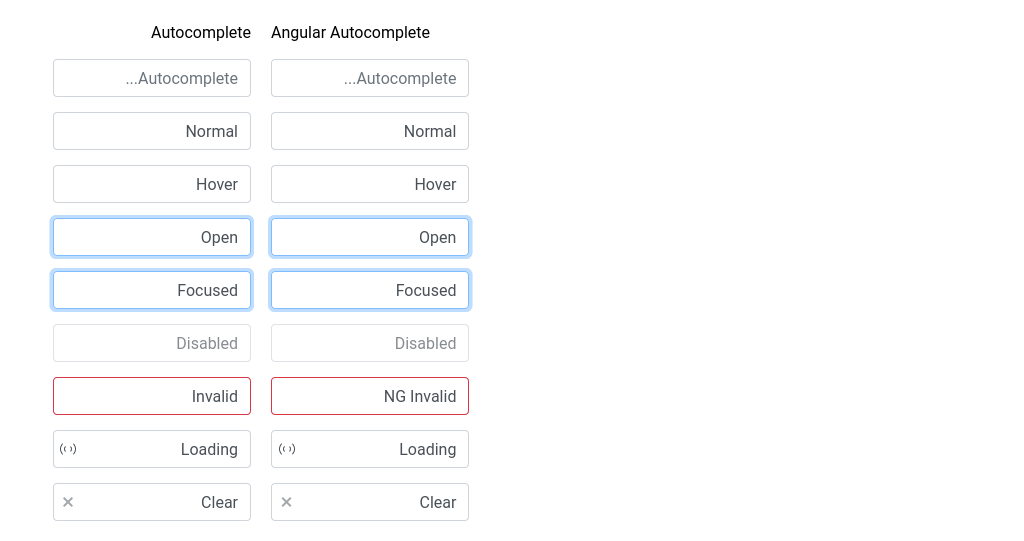 Autocomplete Angular Autocomplete
...Autocomplete ...Autocomplete
Normal Normal
Hover Hover
Open Open
Focused Focused
Disabled Disabled
Invalid NG Invalid
Loading Loading
Clear Clear